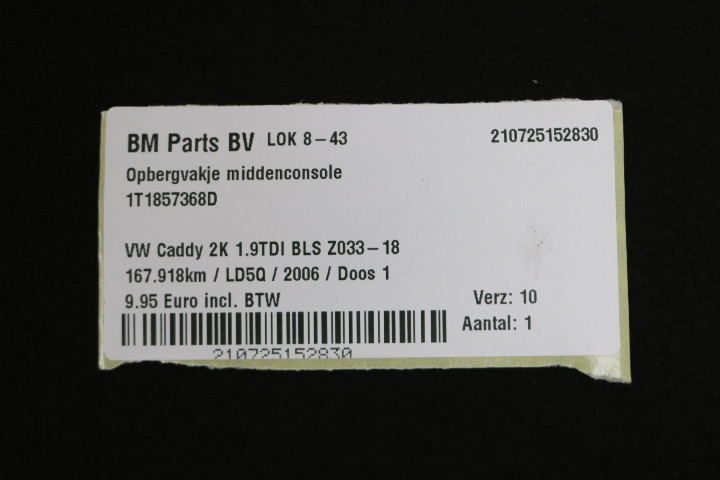 BM Parts BV LOK 8-43 210725152830
Opbergvakje middenconsole
1T1857368D
VW Caddy 2K 1.9TDI BLS Z033-18
167.918km / LD5Q / 2006 / Doos 1
9.95 Euro incl. BTW Verz: 10
Aantal: 1
210725152830